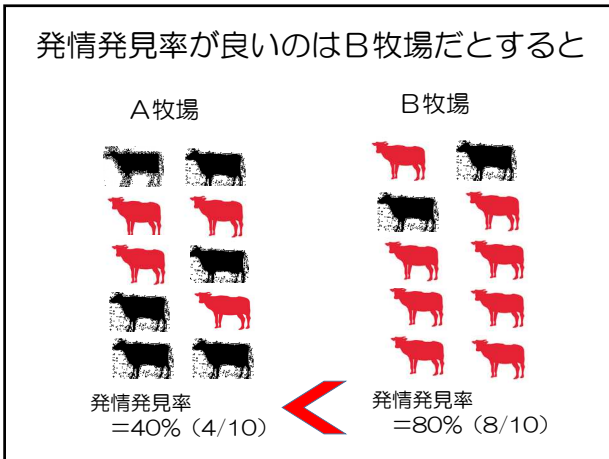 発情発見率が良いのはB牧場だとすると
A牧場
B牧場
発情発見率
=40%(4/10)
発情発見率
=80%(8/10)